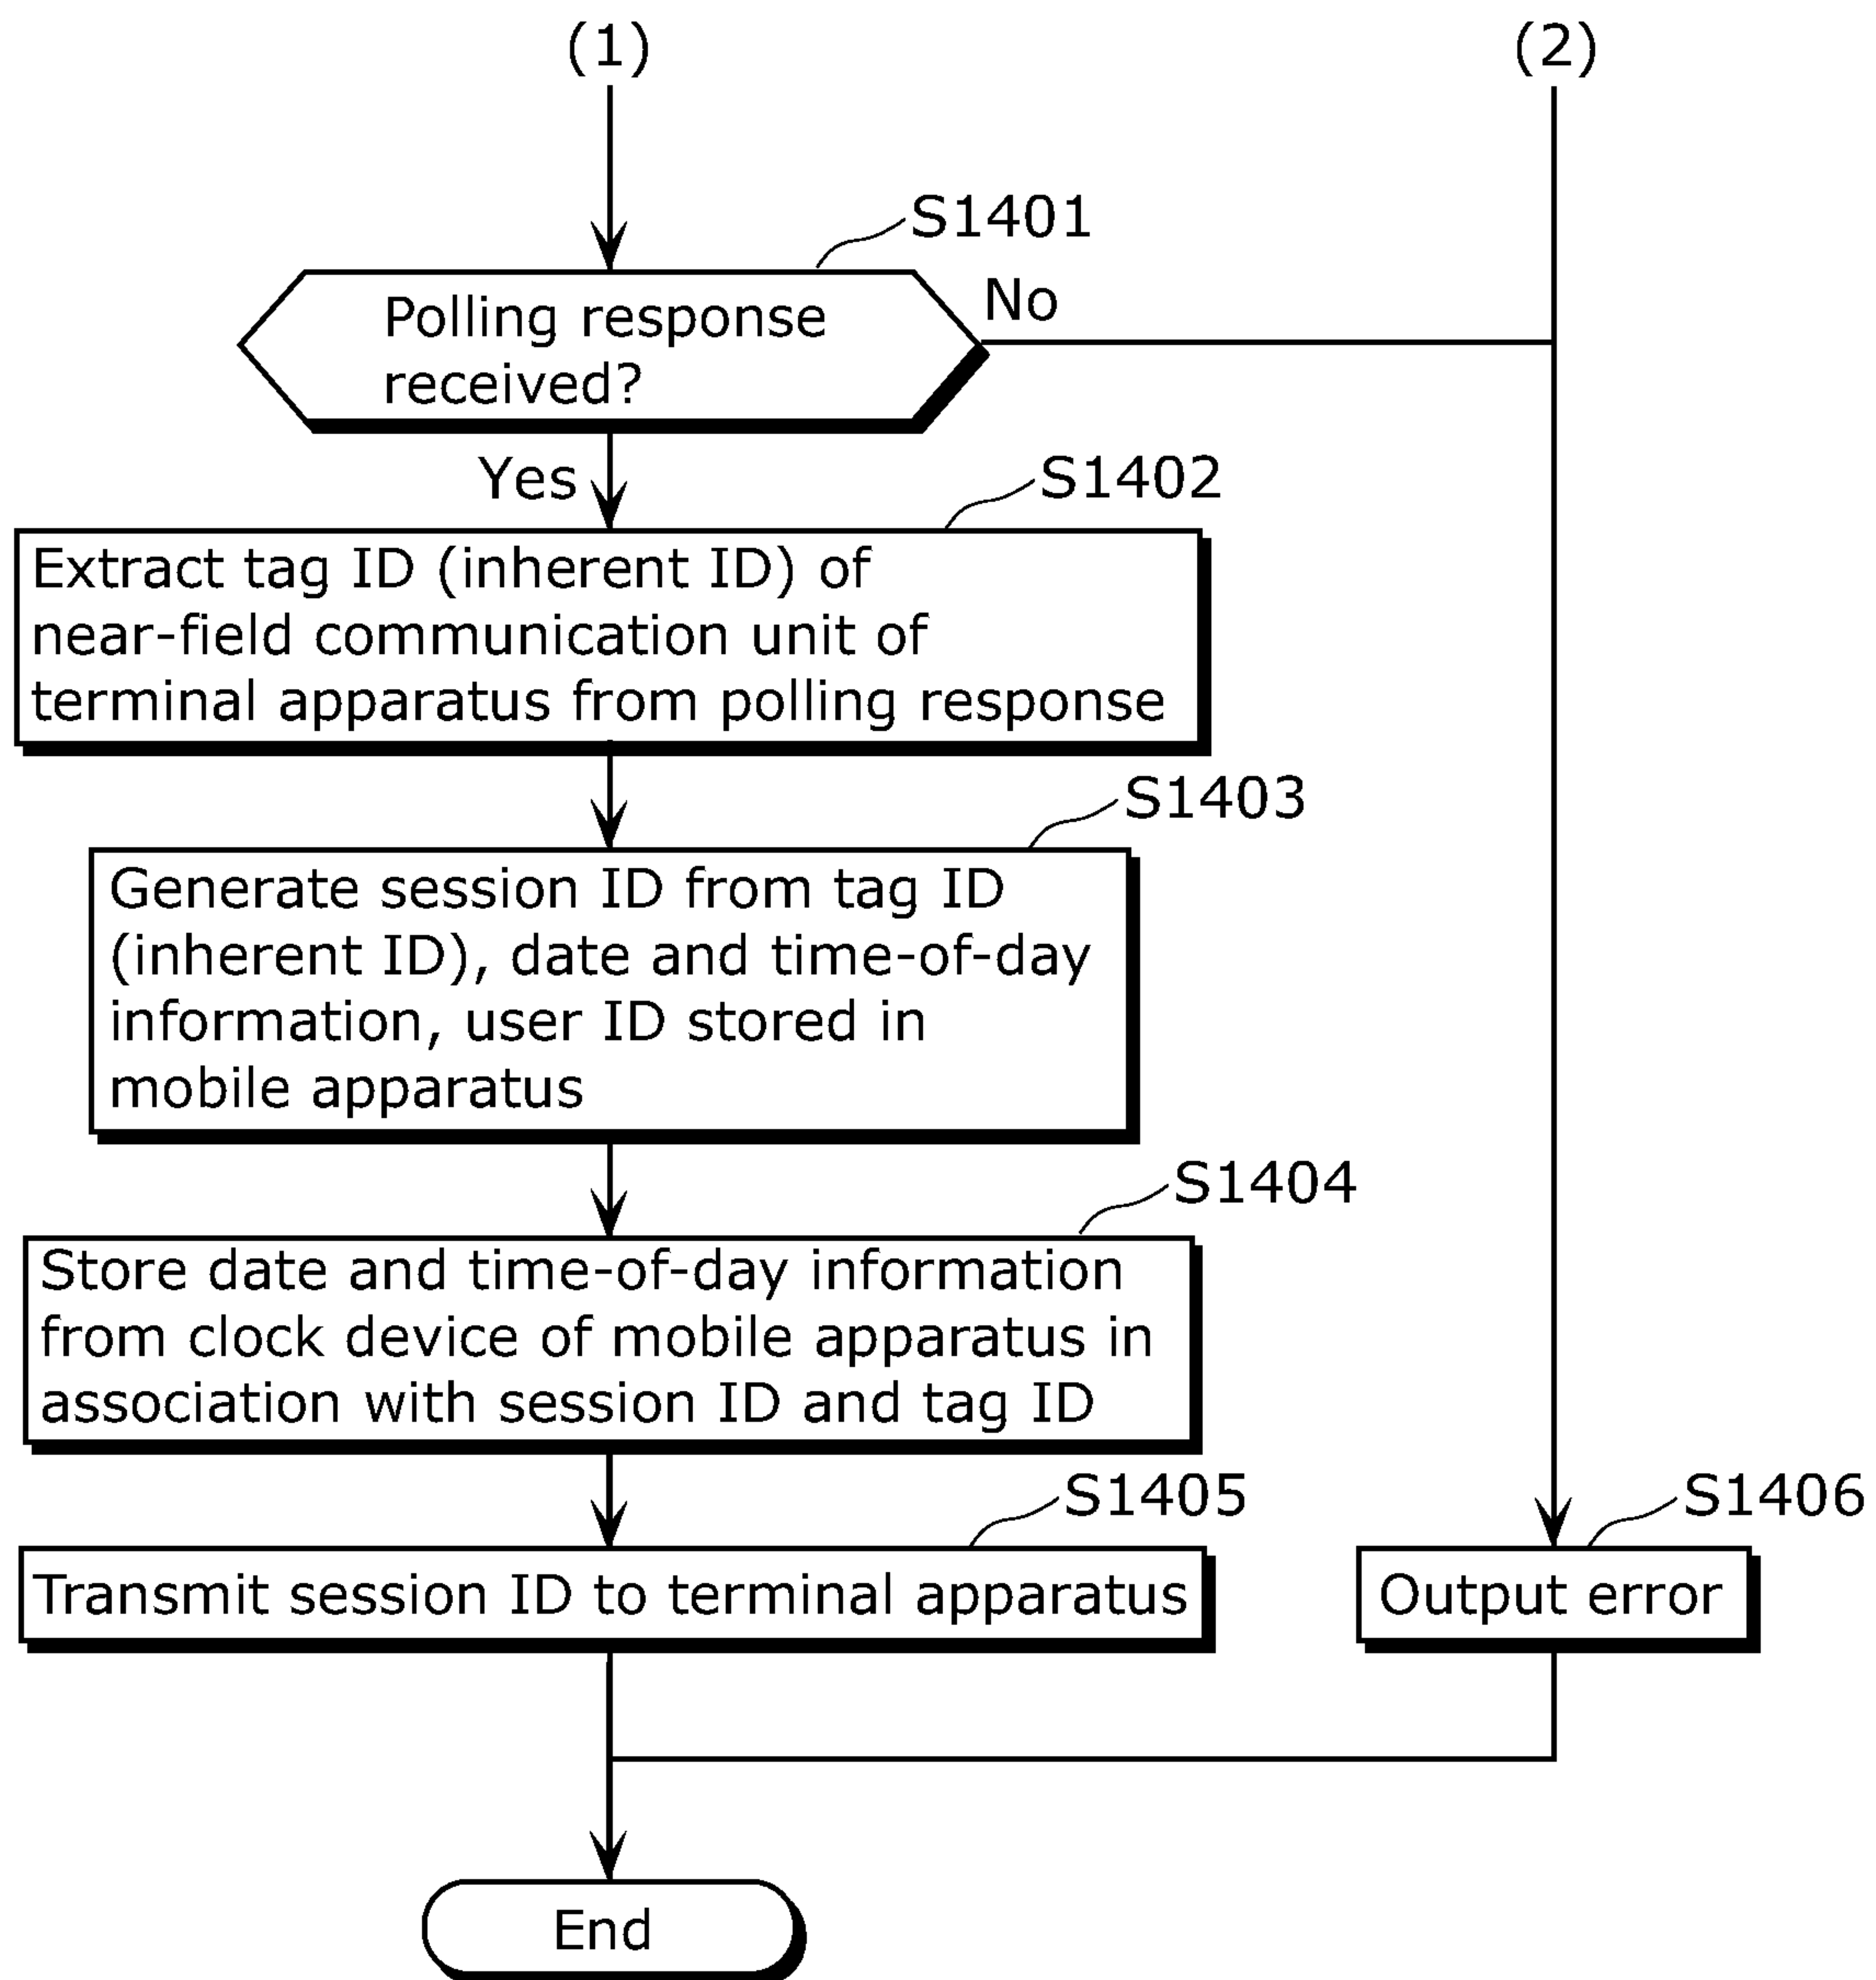 (1)
(2)
S1401
Polling response
received?
No
Yes
S1402
Extract tag ID (inherent ID) of
near-field communication unit of
terminal apparatus from polling response
S1403
Generate session ID from tag ID
(inherent ID), date and time-of-day
information, user ID stored in
mobile apparatus
S1404
Store date and time-of-day information
from clock device of mobile apparatus in
association with session ID and tag ID
S1405
Transmit session ID to terminal apparatus
S1406
Output error
End